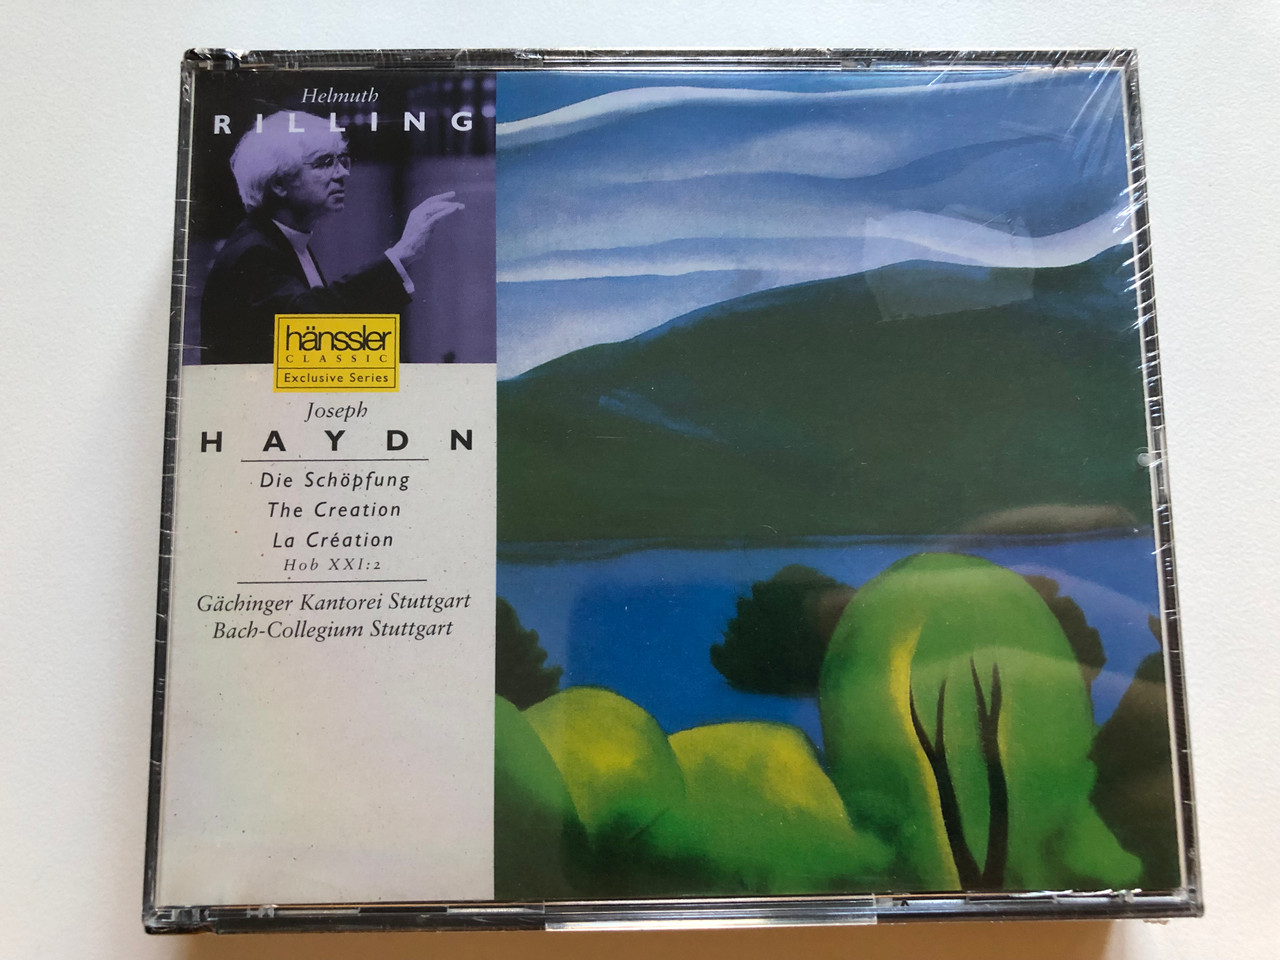 Helmuth
RILLING
hänssler
CLASSIC
Exclusive Series
Joseph
HAYDN
Die Schöpfung
The Creation
La Création
Hob XXI:2
Gächinger Kantorei Stuttgart
Bach-Collegium Stuttgart